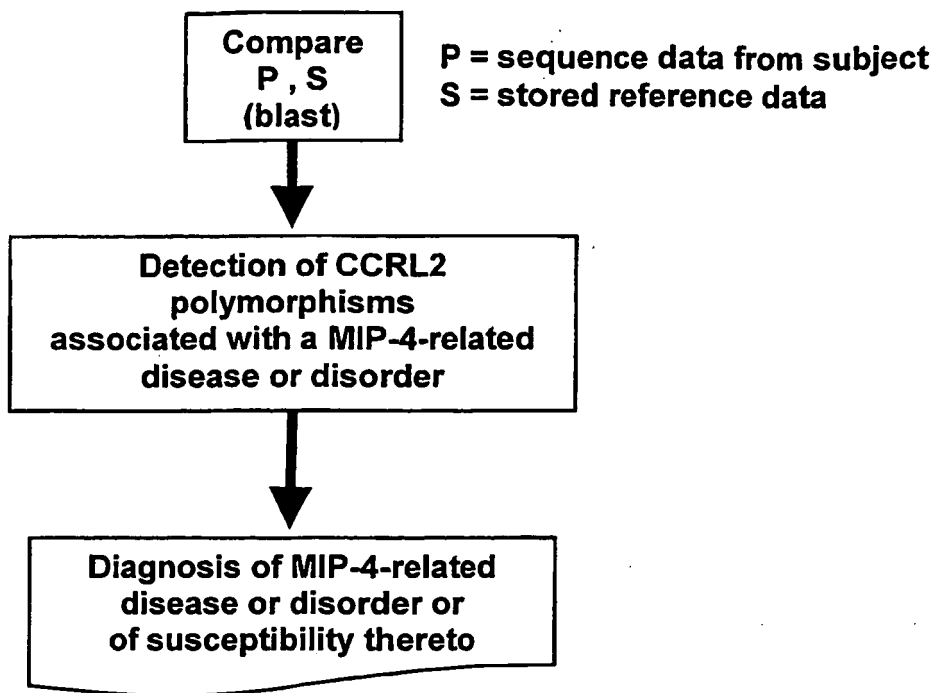 Compare
P , S
(blast)
P = sequence data from subject
S = stored reference data
Detection of CCRL2
polymorphisms
associated with a MIP-4-related
disease or disorder
Diagnosis of MIP-4-related
disease or disorder or
of susceptibility thereto